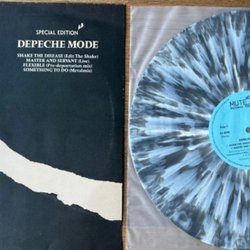 SPECIAL EDITION
DEPECHE MODE
SHAKE THE DISEASE (Edit The Shake)
MASTER AND SERVANT (Live)
FLEXIBLE (Pre-deportation mix)
SOMETHING TO DO (Metalmix)
MUTE